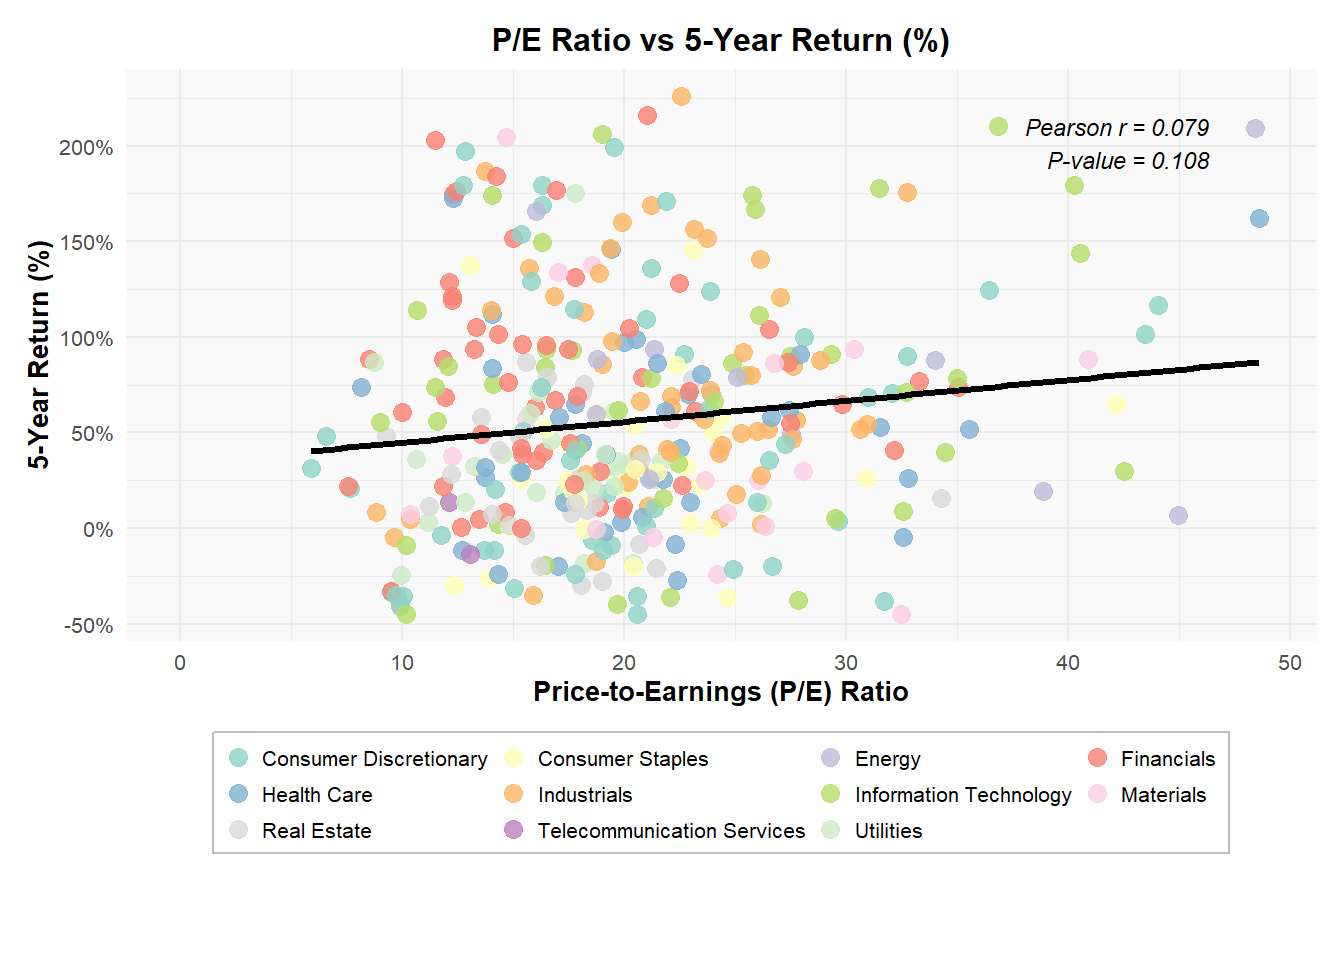 P/E Ratio vs 5-Year Return (%)
Pearson r = 0.079
P-value = 0.108
5-Year Return (%)
200%
150%
100%
50%
0%
-50%
0 10 20 30 40 50
Price-to-Earnings (P/E) Ratio
Consumer Discretionary Consumer Staples Energy Financials
Health Care Industrials Information Technology Materials
Real Estate Telecommunication Services Utilities